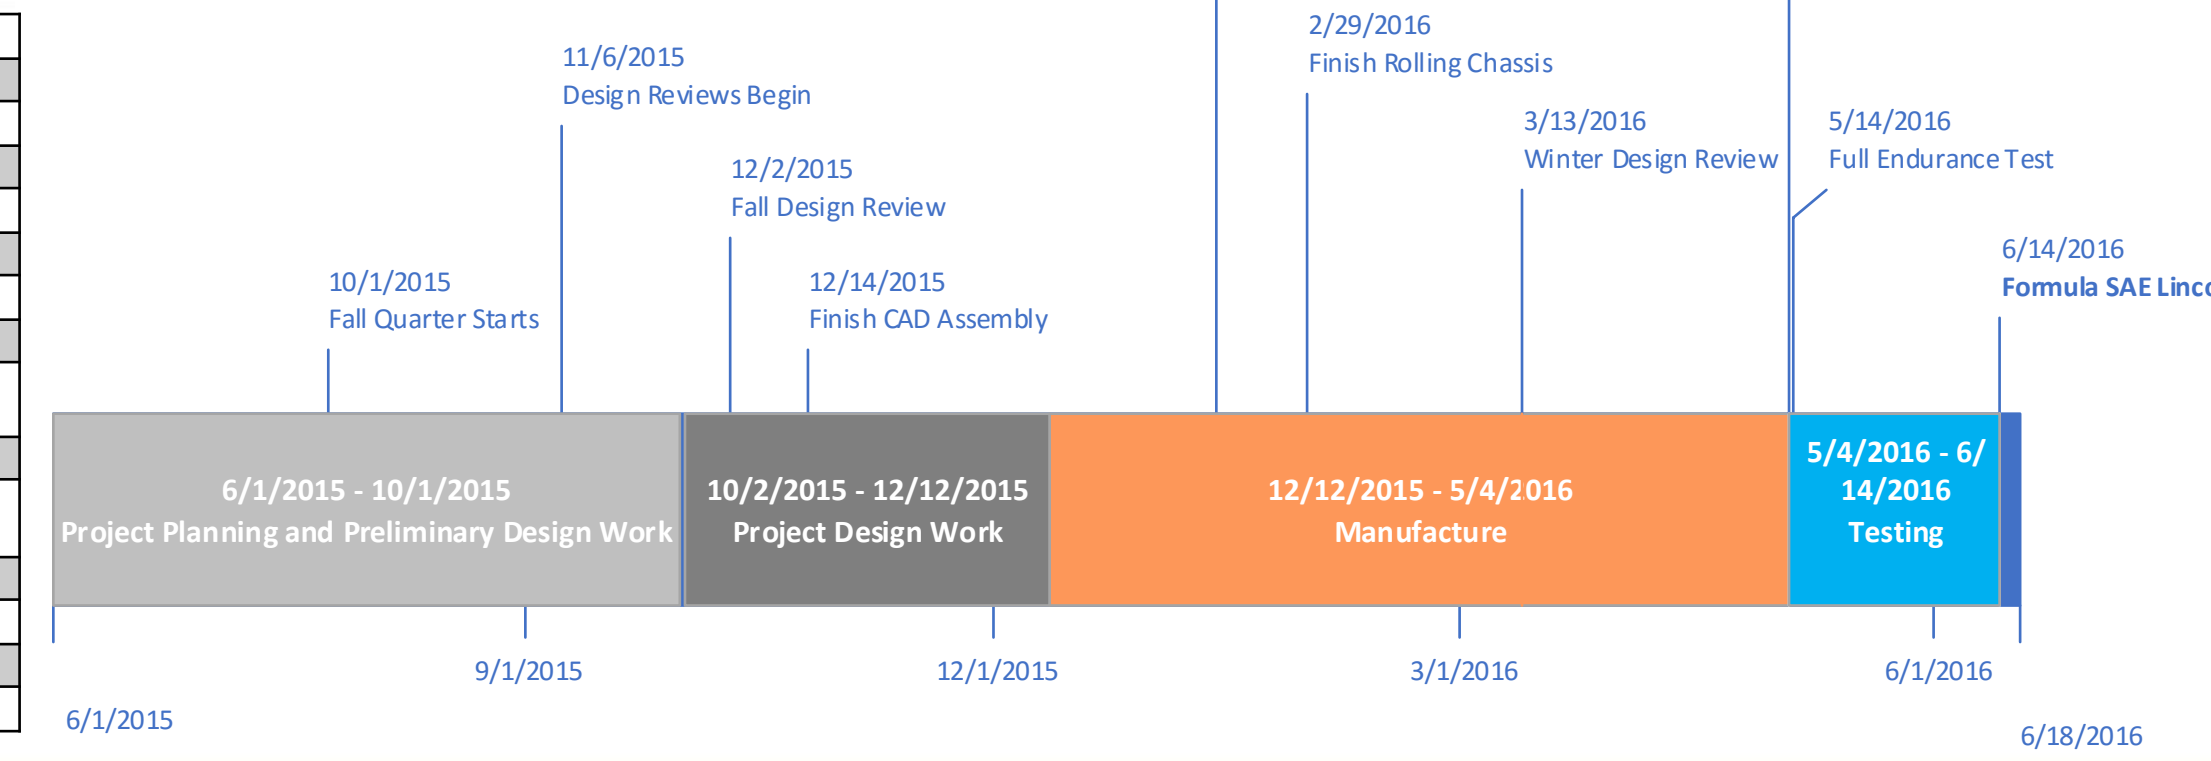 2/29/2016
Finish Rolling Chassis
11/6/2015
Design Reviews Begin
3/13/2016
Winter Design Review
5/14/2016
Full Endurance Test
12/2/2015
Fall Design Review
6/14/2016
Formula SAE
10/1/2015
Fall Quarter Starts
12/14/2015
Finish CAD Assembly
6/1/2015 - 10/1/2015
Project Planning and Preliminary Design Work
10/2/2015 - 12/12/2015
Project Design Work
12/12/2015 - 5/4/2016
Manufacture
5/4/2016 - 6/
14/2016
Testing
9/1/2015
12/1/2015
3/1/2016
6/1/2016
6/1/2015
6/18/2016